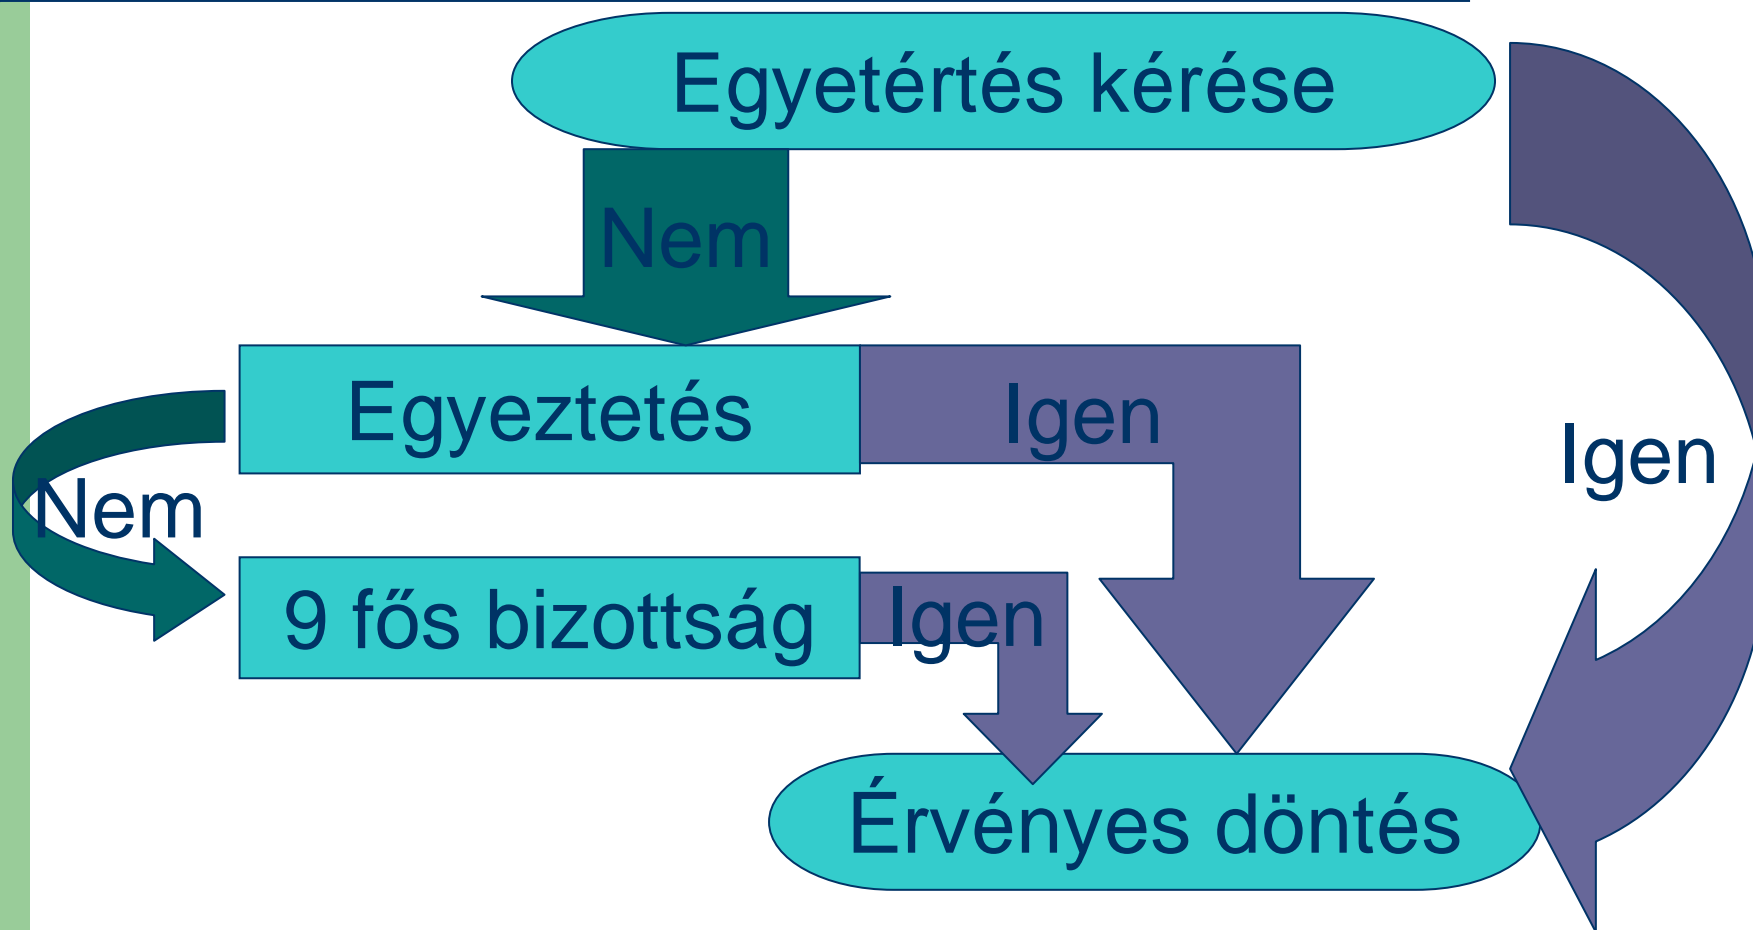 Egyetértés kérése
Nem
Egyeztetés
Igen
Igen
Nem
9 fős bizottság
Igen
Érvényes döntés